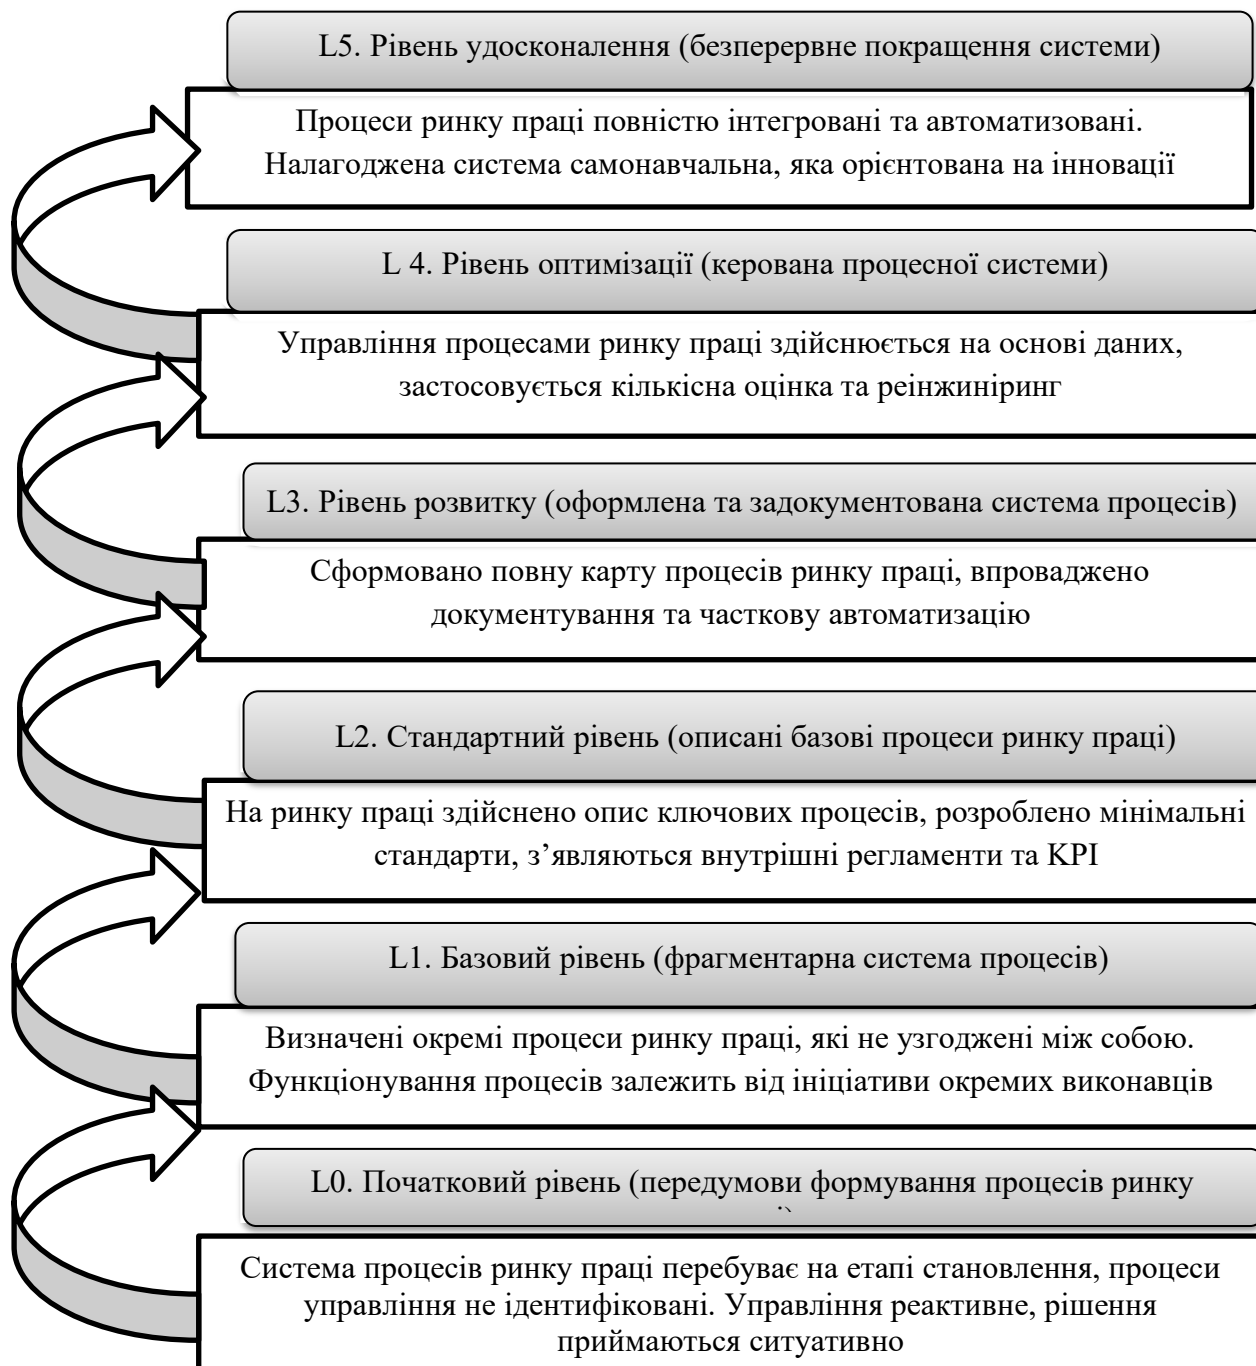 L5. Рівень удосконалення (безперервне покращення системи)
Процеси ринку праці повністю інтегровані та автоматизовані.
Налагоджена система самонавчальна, яка орієнтована на інновації
L 4. Рівень оптимізації (керована процесної системи)
Управління процесами ринку праці здійснюється на основі даних,
застосовується кількісна оцінка та реінжиніринг
L3. Рівень розвитку (оформлена та задокументована система процесів)
Сформовано повну карту процесів ринку праці, впроваджено
документування та часткову автоматизацію
L2. Стандартний рівень (описані базові процеси ринку праці)
На ринку праці здійснено опис ключових процесів, розроблено мінімальні
стандарти, з’являються внутрішні регламенти та KPI
L1. Базовий рівень (фрагментарна система процесів)
Визначені окремі процеси ринку праці, які не узгоджені між собою.
Функціонування процесів залежить від ініціативи окремих виконавців
L0. Початковий рівень (передумови формування процесів ринку
Система процесів ринку праці перебуває на етапі становлення, процеси
управління не ідентифіковані. Управління реактивне, рішення
приймаються ситуативно